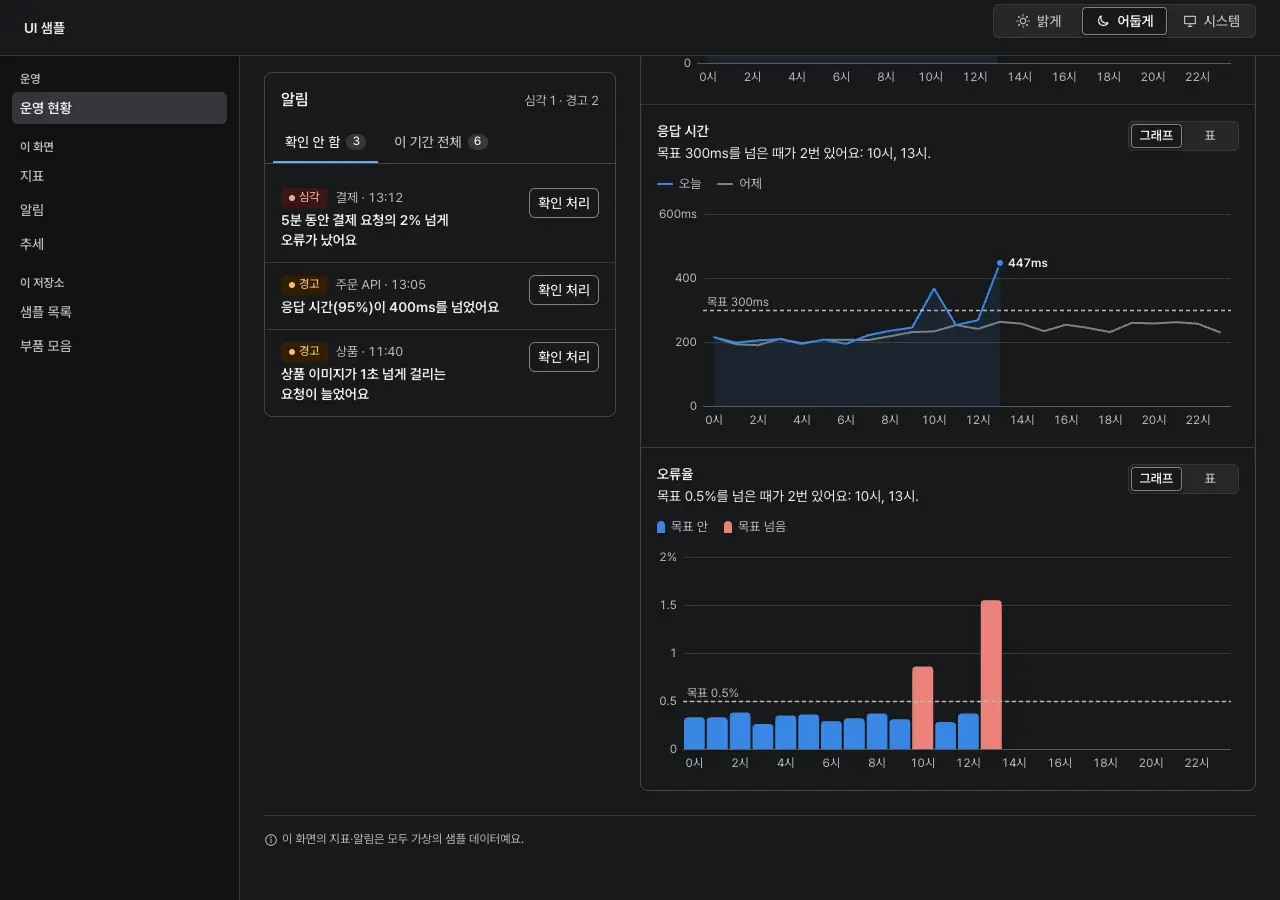 UI 샘플
밝게
어둡게
시스템
운영
운영 현황
이 화면
지표
알림
추세
이 저장소
샘플 목록
부품 모음
알림
심각 1 · 경고 2
확인 안 함 3
이 기간 전체 6
심각 결제 · 13:12
5분 동안 결제 요청의 2% 넘게
오류가 났어요
확인 처리
경고 주문 API · 13:05
응답 시간(95%)이 400ms를 넘었어요
확인 처리
경고 상품 · 11:40
상품 이미지가 1초 넘게 걸리는
요청이 늘었어요
확인 처리
0
0시 2시 4시 6시 8시 10시 12시 14시 16시 18시 20시 22시
응답 시간
목표 300ms를 넘은 때가 2번 있어요: 10시, 13시.
그래프 표
오늘 어제
600ms
447ms
400
목표 300ms
200
0
0시 2시 4시 6시 8시 10시 12시 14시 16시 18시 20시 22시
오류율
목표 0.5%를 넘은 때가 2번 있어요: 10시, 13시.
그래프 표
목표 안 목표 넘음
2%
1.5
1
목표 0.5%
0.5
0
0시 2시 4시 6시 8시 10시 12시 14시 16시 18시 20시 22시
이 화면의 지표·알림은 모두 가상의 샘플 데이터예요.